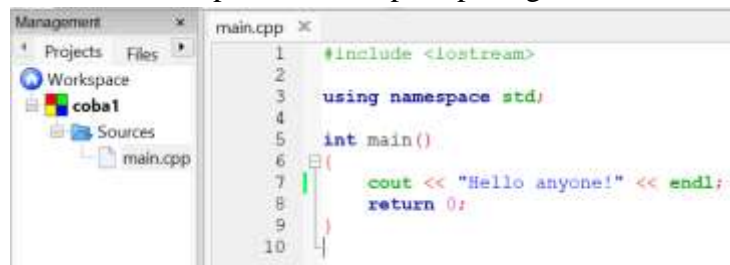 Management ×
main.cpp ×
Projects Files
Workspace
coba1
Sources
main.cpp
1 #include <iostream>
2
3 using namespace std;
4
5 int main()
6 {
7 cout << "Hello anyone!" << endl;
8 return 0;
9 }
10